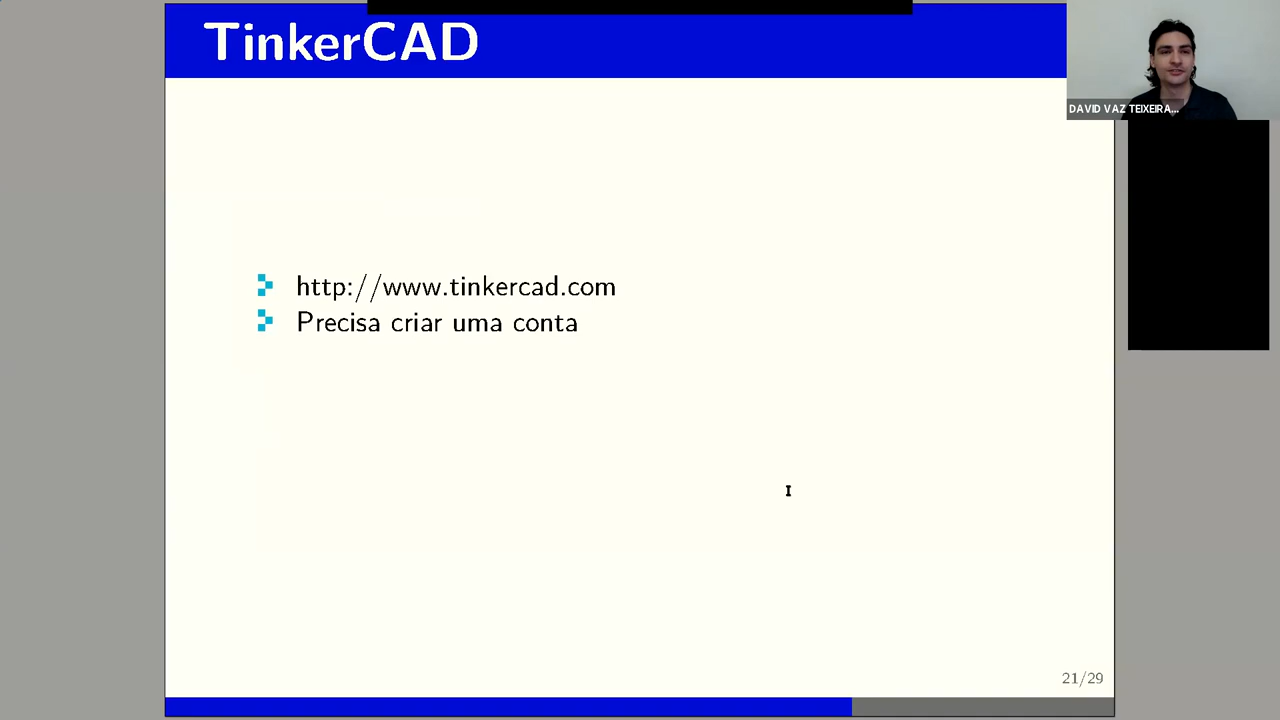 TinkerCAD
DAVID VAZ TEIXEIRA...
http://www.tinkercad.com
Precisa criar uma conta
21/29